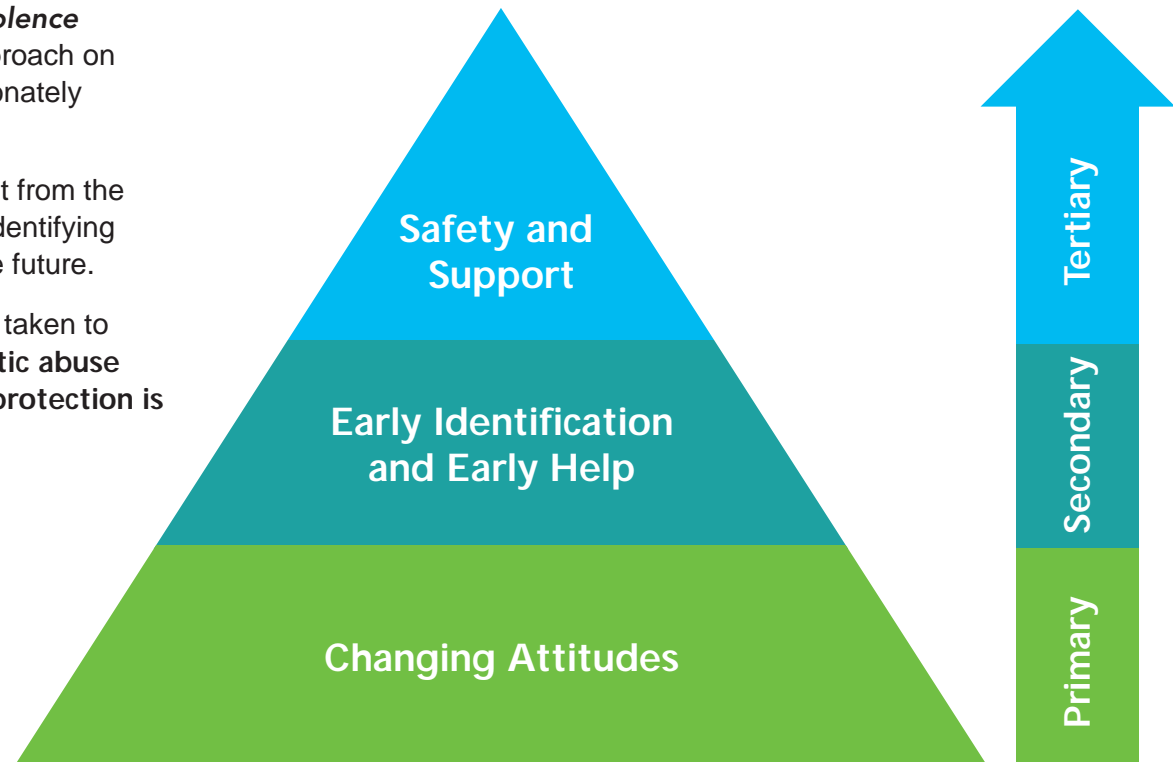 olence
proach on
onately
t from the
dentifying
e future.
taken to
tic abuse
protection is
Safety and
Support
Early Identification
and Early Help
Changing Attitudes
Tertiary
Secondary
Primary